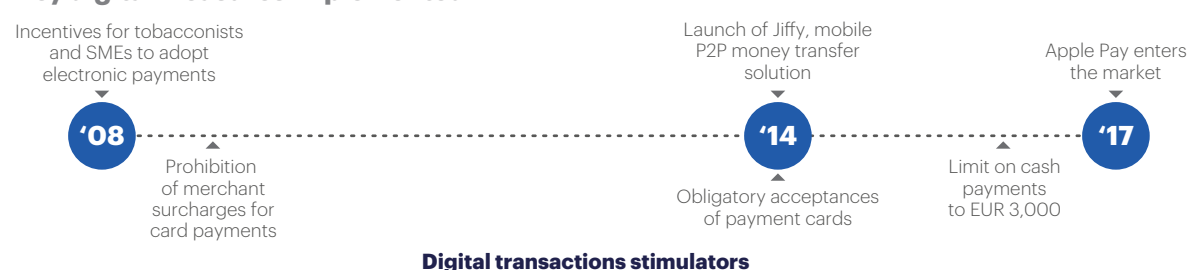 Incentives for tobacconists
and SMEs to adopt
electronic payments
Launch of Jiffy, mobile
P2P money transfer
solution
Apple Pay enters
the market
‘08
‘14
‘17
Prohibition
of merchant
surcharges for
card payments
Obligatory acceptances
of payment cards
Limit on cash
payments
to EUR 3,000
Digital transactions stimulators